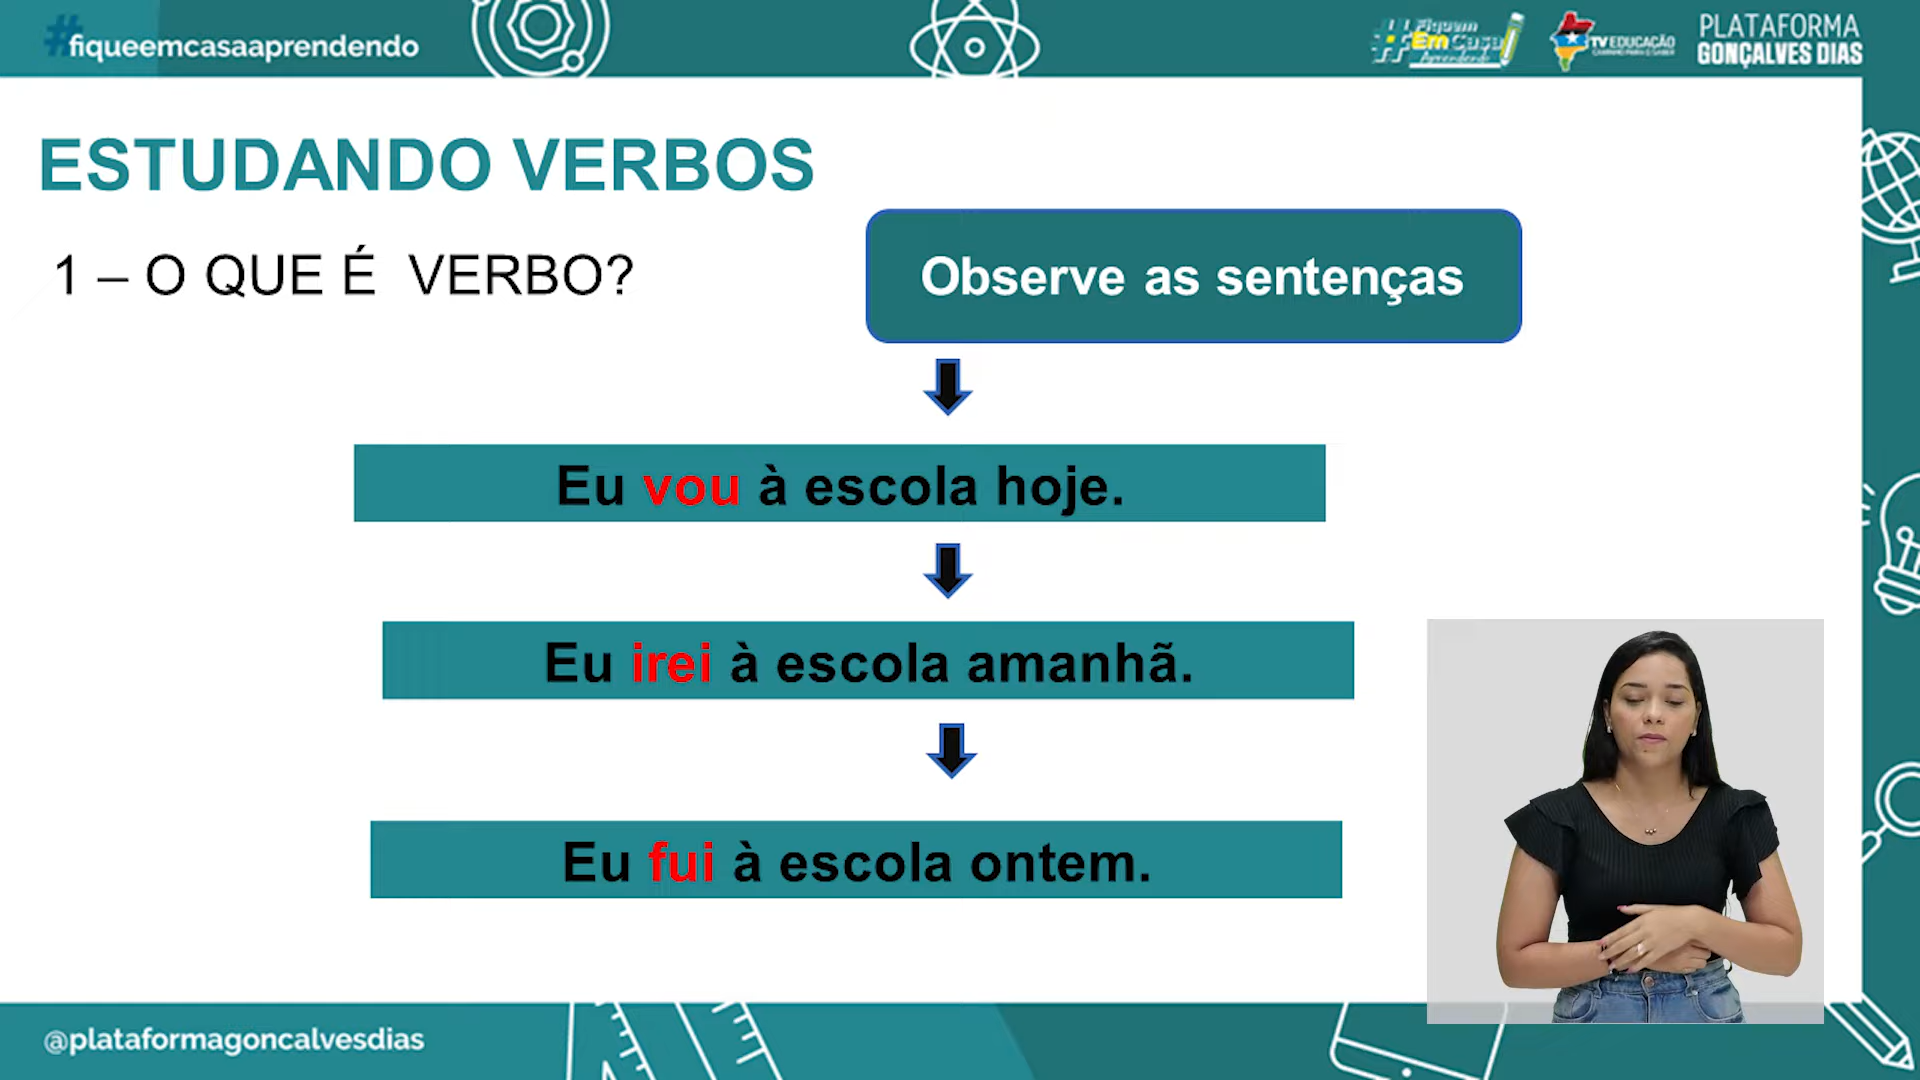 #fiqueemcasaaprendendo
#Fiquem
Em Casa
Aprendendo
TV EDUCAÇÃO
PLATAFORMA
GONÇALVES DIAS
ESTUDANDO VERBOS
1 – O QUE É VERBO?
Observe as sentenças
Eu vou à escola hoje.
Eu irei à escola amanhã.
Eu fui à escola ontem.
@plataformagoncalvesdias